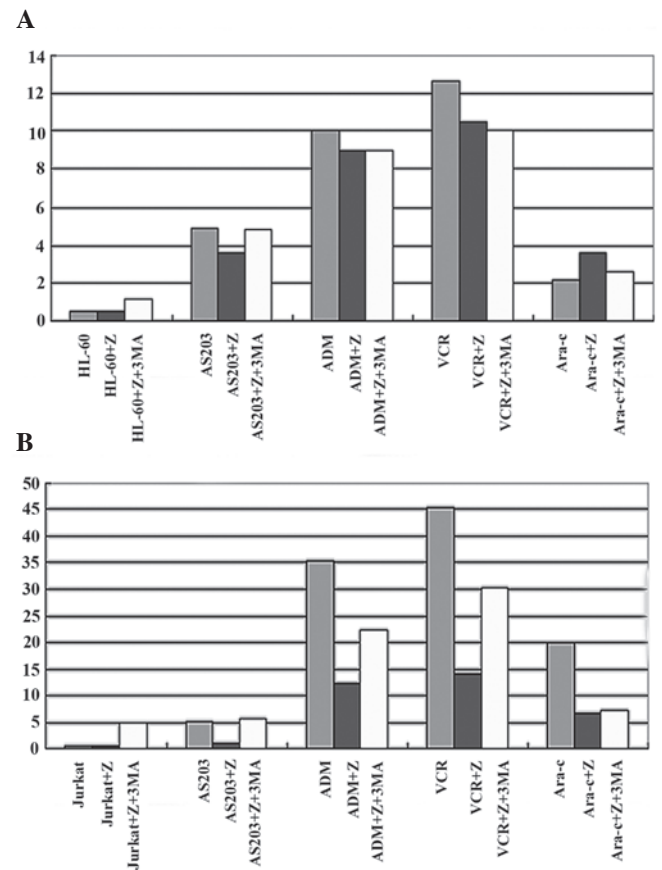 A
14
12
10
8
6
4
2
0
HL-60
HL-60+Z
HL-60+Z+3MA
AS203
AS203+Z
AS203+Z+3MA
ADM
ADM+Z
ADM+Z+3MA
VCR
VCR+Z
VCR+Z+3MA
Ara-c
Ara-c+Z
Ara-c+Z+3MA
B
50
45
40
35
30
25
20
15
10
5
0
Jurkat
Jurkat+Z
Jurkat+Z+3MA
AS203
AS203+Z
AS203+Z+3MA
ADM
ADM+Z
ADM+Z+3MA
VCR
VCR+Z
VCR+Z+3MA
Ara-c
Ara-c+Z
Ara-c+Z+3MA